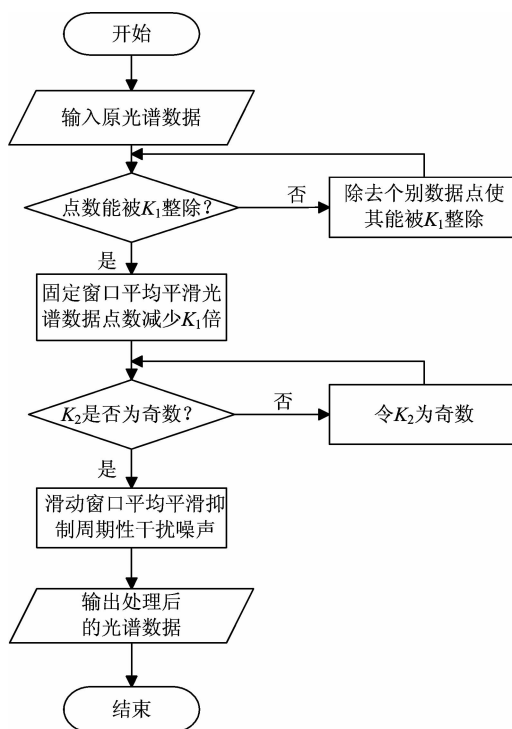 开始
输入原光谱数据
点数能被K₁整除?
否
除去个别数据点使
其能被K₁整除
是
固定窗口平均平滑光
谱数据点数减少K₁倍
K₂是否为奇数?
否
令K₂为奇数
是
滑动窗口平均平滑抑
制周期性干扰噪声
输出处理后
的光谱数据
结束